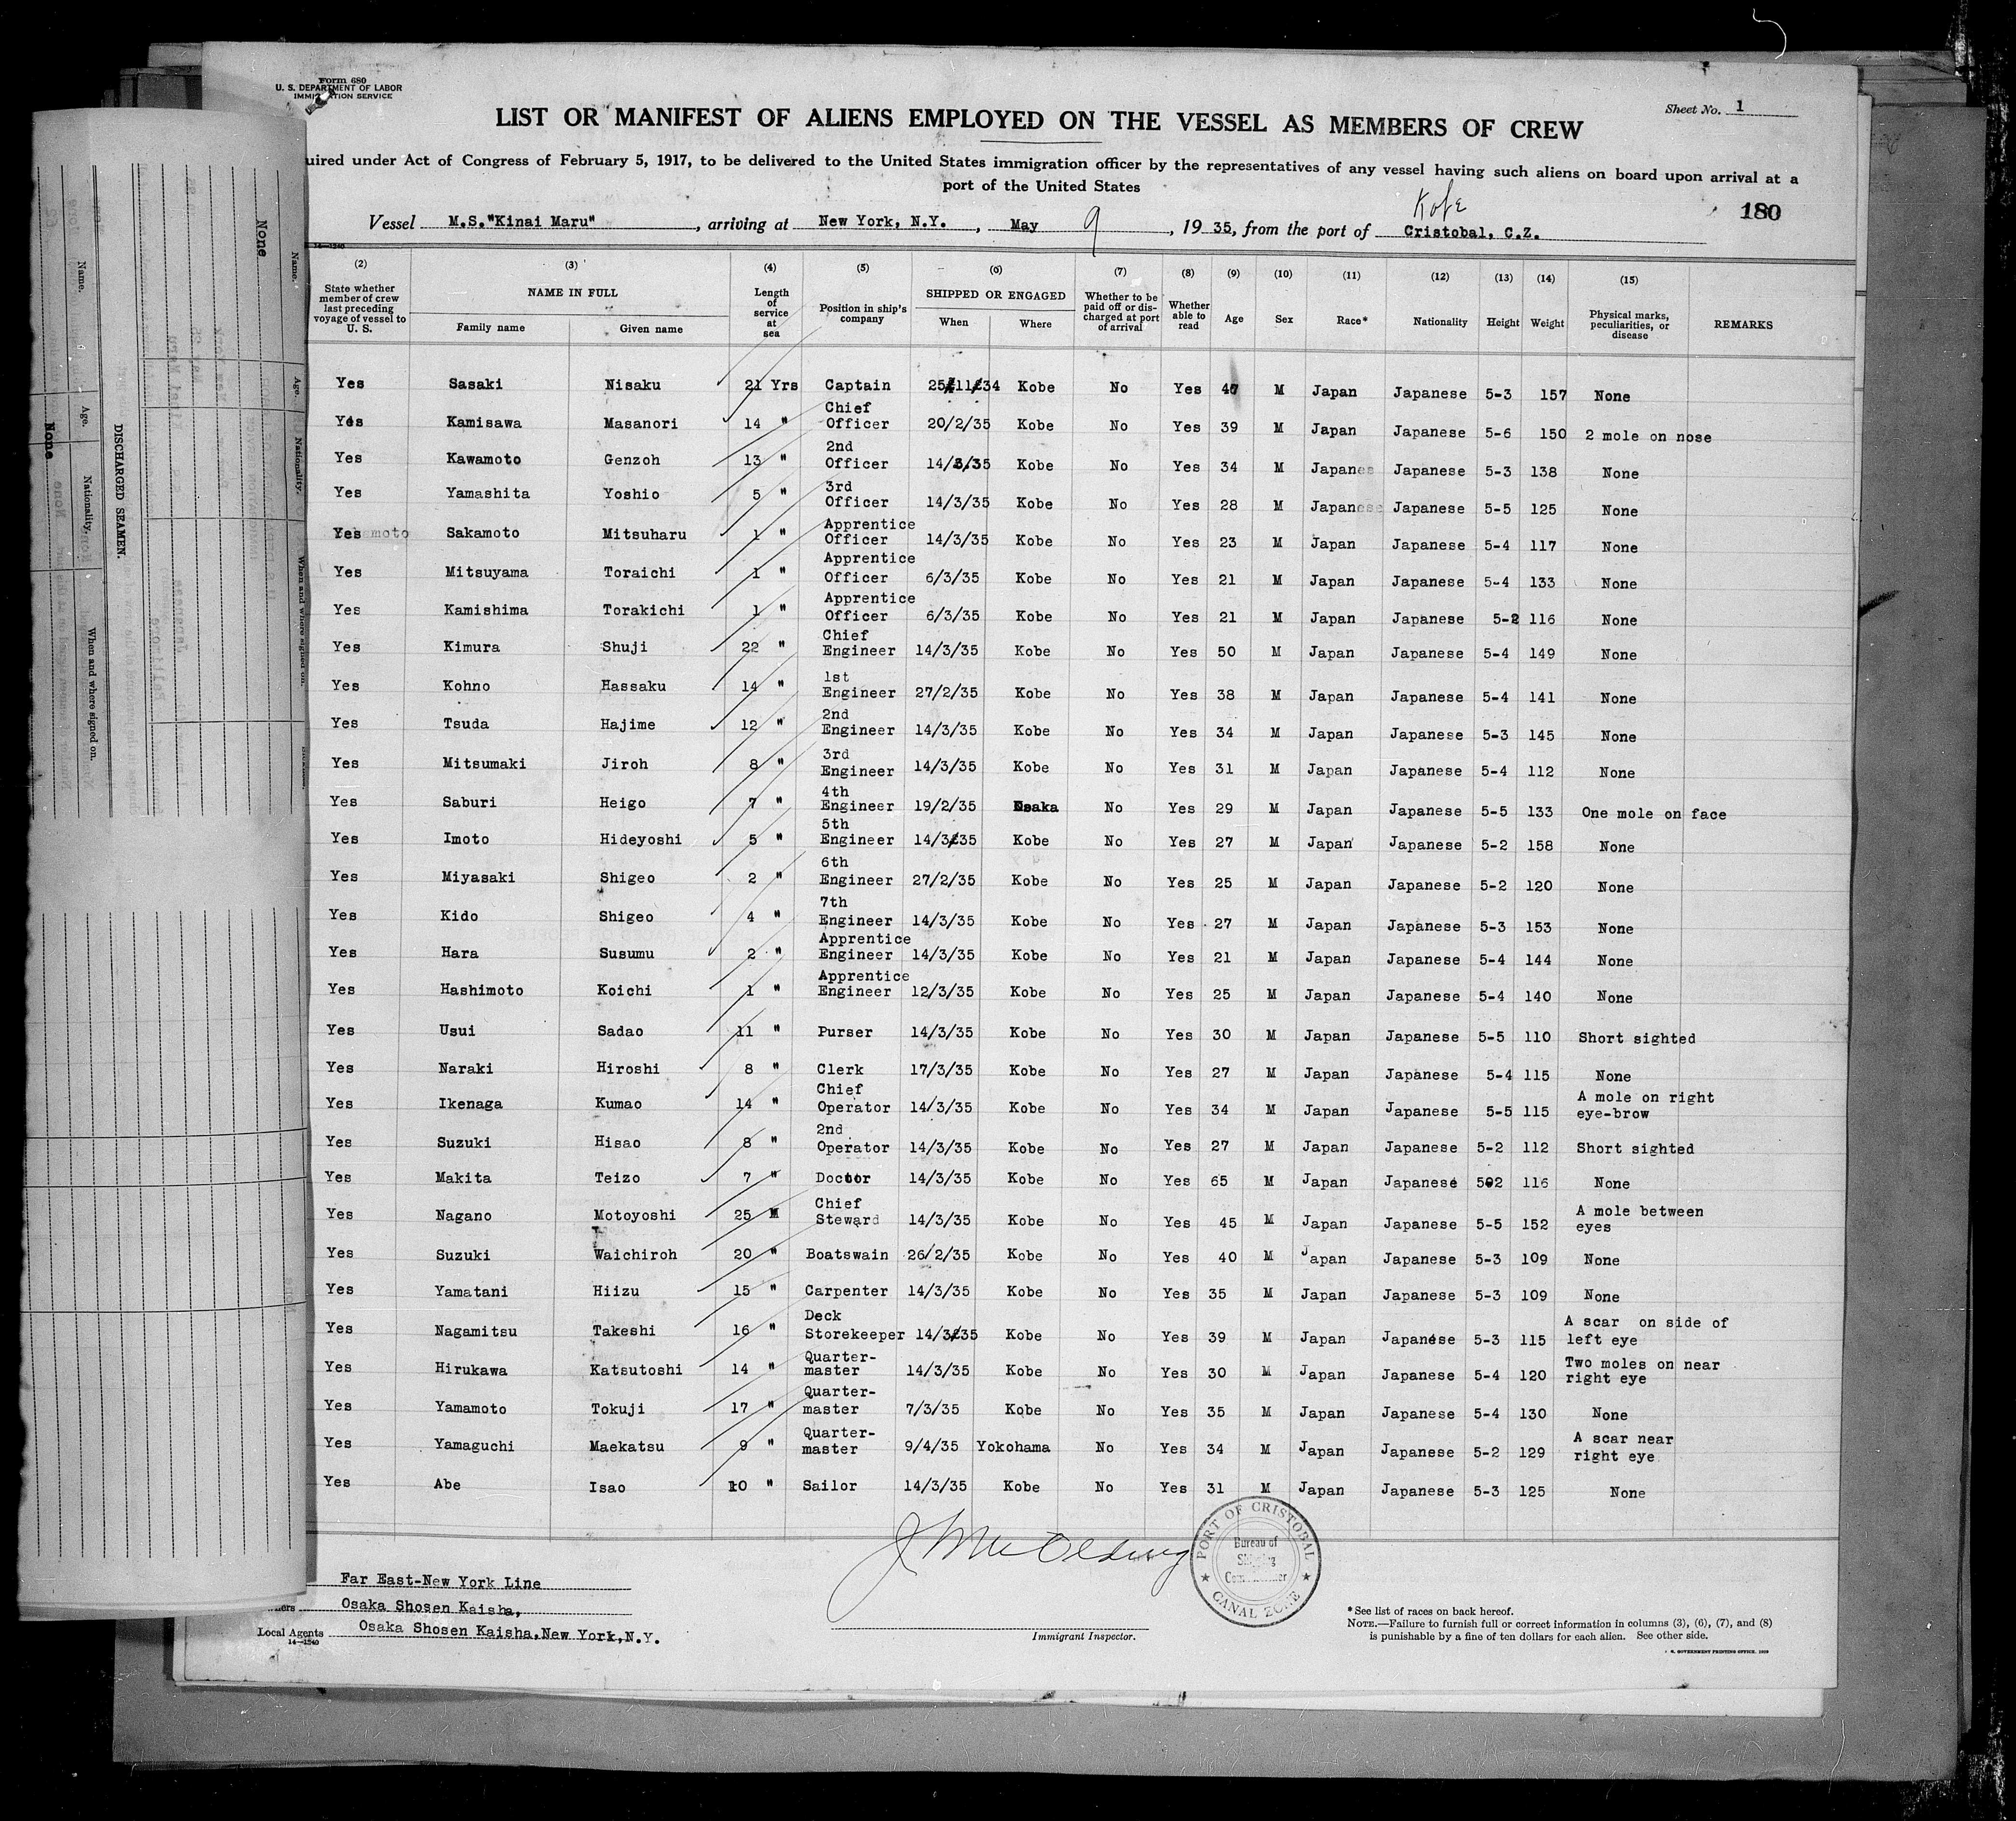 Form 680
U. S. DEPARTMENT OF LABOR
IMMIGRATION SERVICE
Sheet No. 1
LIST OR MANIFEST OF ALIENS EMPLOYED ON THE VESSEL AS MEMBERS OF CREW
uired under Act of Congress of February 5, 1917, to be delivered to the United States immigration officer by the representatives of any vessel having such aliens on board upon arrival at a
port of the United States
Kobe
180
Vessel M.S."Kinai Maru", arriving at New York, N.Y., May 9, 1935, from the port of Cristobal, C.Z.
14—1240
(2) (3) (4) (5) (6) (7) (8) (9) (10) (11) (12) (13) (14) (15)
State whether member of crew last preceding voyage of vessel to U. S. NAME IN FULL Family name Given name Length of service at sea Position in ship's company SHIPPED OR ENGAGED When Where Whether to be paid off or discharged at port of arrival Whether able to read Age Sex Race* Nationality Height Weight Physical marks, peculiarities, or disease REMARKS
Yes Sasaki Nisaku 21 Yrs Captain 25/11/34 Kobe No Yes 47 M Japan Japanese 5-3 157 None
Yes Kamisawa Masanori 14 " Chief Officer 20/2/35 Kobe No Yes 39 M Japan Japanese 5-6 150 2 mole on nose
Yes Kawamoto Genzoh 13 " 2nd Officer 14/3/35 Kobe No Yes 34 M Japanes Japanese 5-3 138 None
Yes Yamashita Yoshio 5 " 3rd Officer 14/3/35 Kobe No Yes 28 M Japanese Japanese 5-5 125 None
Yes Sakamoto Mitsuharu 1 " Apprentice Officer 14/3/35 Kobe No Yes 23 M Japan Japanese 5-4 117 None
Yes Mitsuyama Toraichi 1 " Apprentice Officer 6/3/35 Kobe No Yes 21 M Japan Japanese 5-4 133 None
Yes Kamishima Torakichi 1 " Apprentice Officer 6/3/35 Kobe No Yes 21 M Japan Japanese 5-2 116 None
Yes Kimura Shuji 22 " Chief Engineer 14/3/35 Kobe No Yes 50 M Japan Japanese 5-4 149 None
Yes Kohno Hassaku 14 " 1st Engineer 27/2/35 Kobe No Yes 38 M Japan Japanese 5-4 141 None
Yes Tsuda Hajime 12 " 2nd Engineer 14/3/35 Kobe No Yes 34 M Japan Japanese 5-3 145 None
Yes Mitsumaki Jiroh 8 " 3rd Engineer 14/3/35 Kobe No Yes 31 M Japan Japanese 5-4 112 None
Yes Saburi Heigo 7 " 4th Engineer 19/2/35 Osaka No Yes 29 M Japan Japanese 5-5 133 One mole on face
Yes Imoto Hideyoshi 5 " 5th Engineer 14/3/35 Kobe No Yes 27 M Japan Japanese 5-2 158 None
Yes Miyasaki Shigeo 2 " 6th Engineer 27/2/35 Kobe No Yes 25 M Japan Japanese 5-2 120 None
Yes Kido Shigeo 4 " 7th Engineer 14/3/35 Kobe No Yes 27 M Japan Japanese 5-3 153 None
Yes Hara Susumu 2 " Apprentice Engineer 14/3/35 Kobe No Yes 21 M Japan Japanese 5-4 144 None
Yes Hashimoto Koichi 1 " Apprentice Engineer 12/3/35 Kobe No Yes 25 M Japan Japanese 5-4 140 None
Yes Usui Sadao 11 " Purser 14/3/35 Kobe No Yes 30 M Japan Japanese 5-5 110 Short sighted
Yes Naraki Hiroshi 8 " Clerk 17/3/35 Kobe No Yes 27 M Japan Japanese 5-4 115 None
Yes Ikenaga Kumao 14 " Chief Operator 14/3/35 Kobe No Yes 34 M Japan Japanese 5-5 115 A mole on right eye-brow
Yes Suzuki Hisao 8 " 2nd Operator 14/3/35 Kobe No Yes 27 M Japan Japanese 5-2 112 Short sighted
Yes Makita Teizo 7 " Doctor 14/3/35 Kobe No Yes 65 M Japan Japanese 5-2 116 None
Yes Nagano Motoyoshi 25 " Chief Steward 14/3/35 Kobe No Yes 45 M Japan Japanese 5-5 152 A mole between eyes
Yes Suzuki Waichiroh 20 " Boatswain 26/2/35 Kobe No Yes 40 M Japan Japanese 5-3 109 None
Yes Yamatani Hiizu 15 " Carpenter 14/3/35 Kobe No Yes 35 M Japan Japanese 5-3 109 None
Yes Nagamitsu Takeshi 16 " Deck Storekeeper 14/3/35 Kobe No Yes 39 M Japan Japanese 5-3 115 A scar on side of left eye
Yes Hirukawa Katsutoshi 14 " Quarter-master 14/3/35 Kobe No Yes 30 M Japan Japanese 5-4 120 Two moles on near right eye
Yes Yamamoto Tokuji 17 " Quarter-master 7/3/35 Kobe No Yes 35 M Japan Japanese 5-4 130 None
Yes Yamaguchi Maekatsu 9 " Quarter-master 9/4/35 Yokohama No Yes 34 M Japan Japanese 5-2 129 A scar near right eye
Yes Abe Isao 10 " Sailor 14/3/35 Kobe No Yes 31 M Japan Japanese 5-3 125 None
PORT OF CRISTOBAL
Bureau of
Shipping
CANAL ZONE
Far East-New York Line
Osaka Shosen Kaisha,
Local Agents Osaka Shosen Kaisha,New York,N.Y.
14—1240
Immigrant Inspector.
*See list of races on back hereof.
NOTE.—Failure to furnish full or correct information in columns (3), (6), (7), and (8)
is punishable by a fine of ten dollars for each alien. See other side.
DISCHARGED SEAMEN.
Name. Age. Nationality. When and where signed on.
None
Name. Age. Nationality. When and where signed on.
None